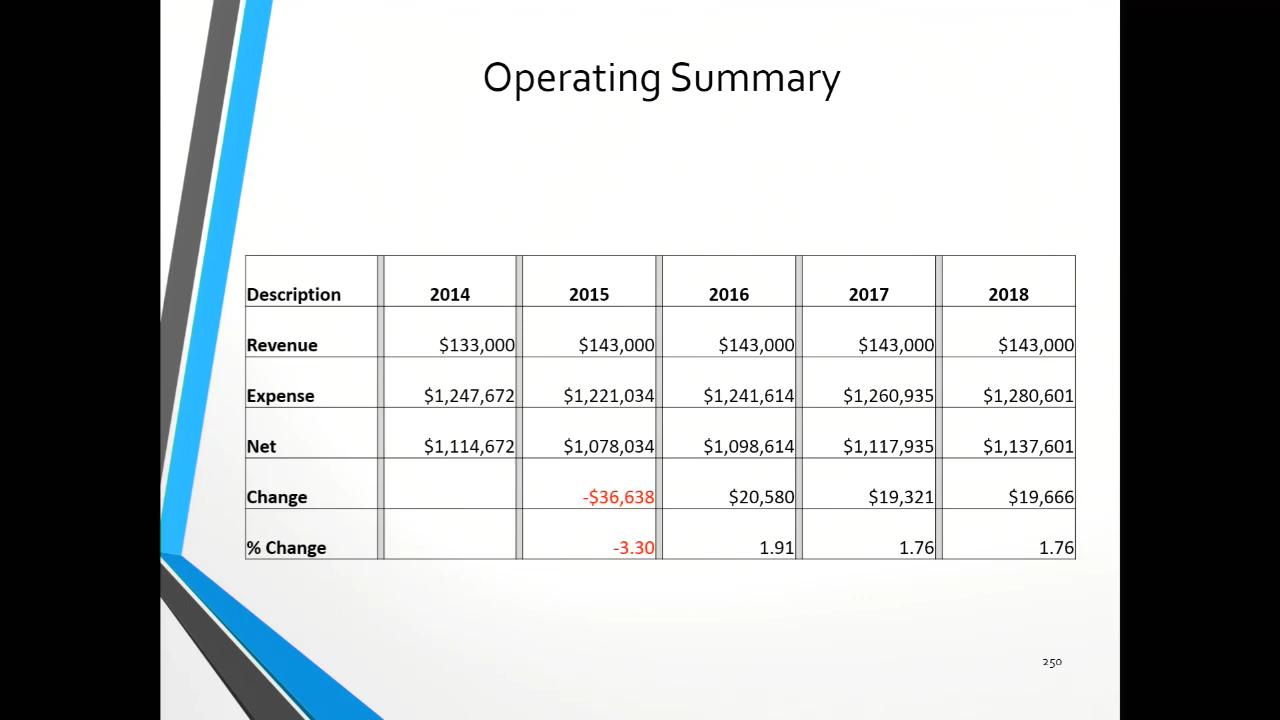 Operating Summary
Description 2014 2015 2016 2017 2018
Revenue $133,000 $143,000 $143,000 $143,000 $143,000
Expense $1,247,672 $1,221,034 $1,241,614 $1,260,935 $1,280,601
Net $1,114,672 $1,078,034 $1,098,614 $1,117,935 $1,137,601
Change -$36,638 $20,580 $19,321 $19,666
% Change -3.30 1.91 1.76 1.76
250